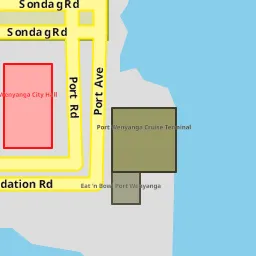 Sondag Rd
Sondag Rd
Port Rd
Port Ave
Wenyanga City Hall
Port Wenyanga Cruise Terminal
dation Rd
Eat 'n Bowl Port Wenyanga